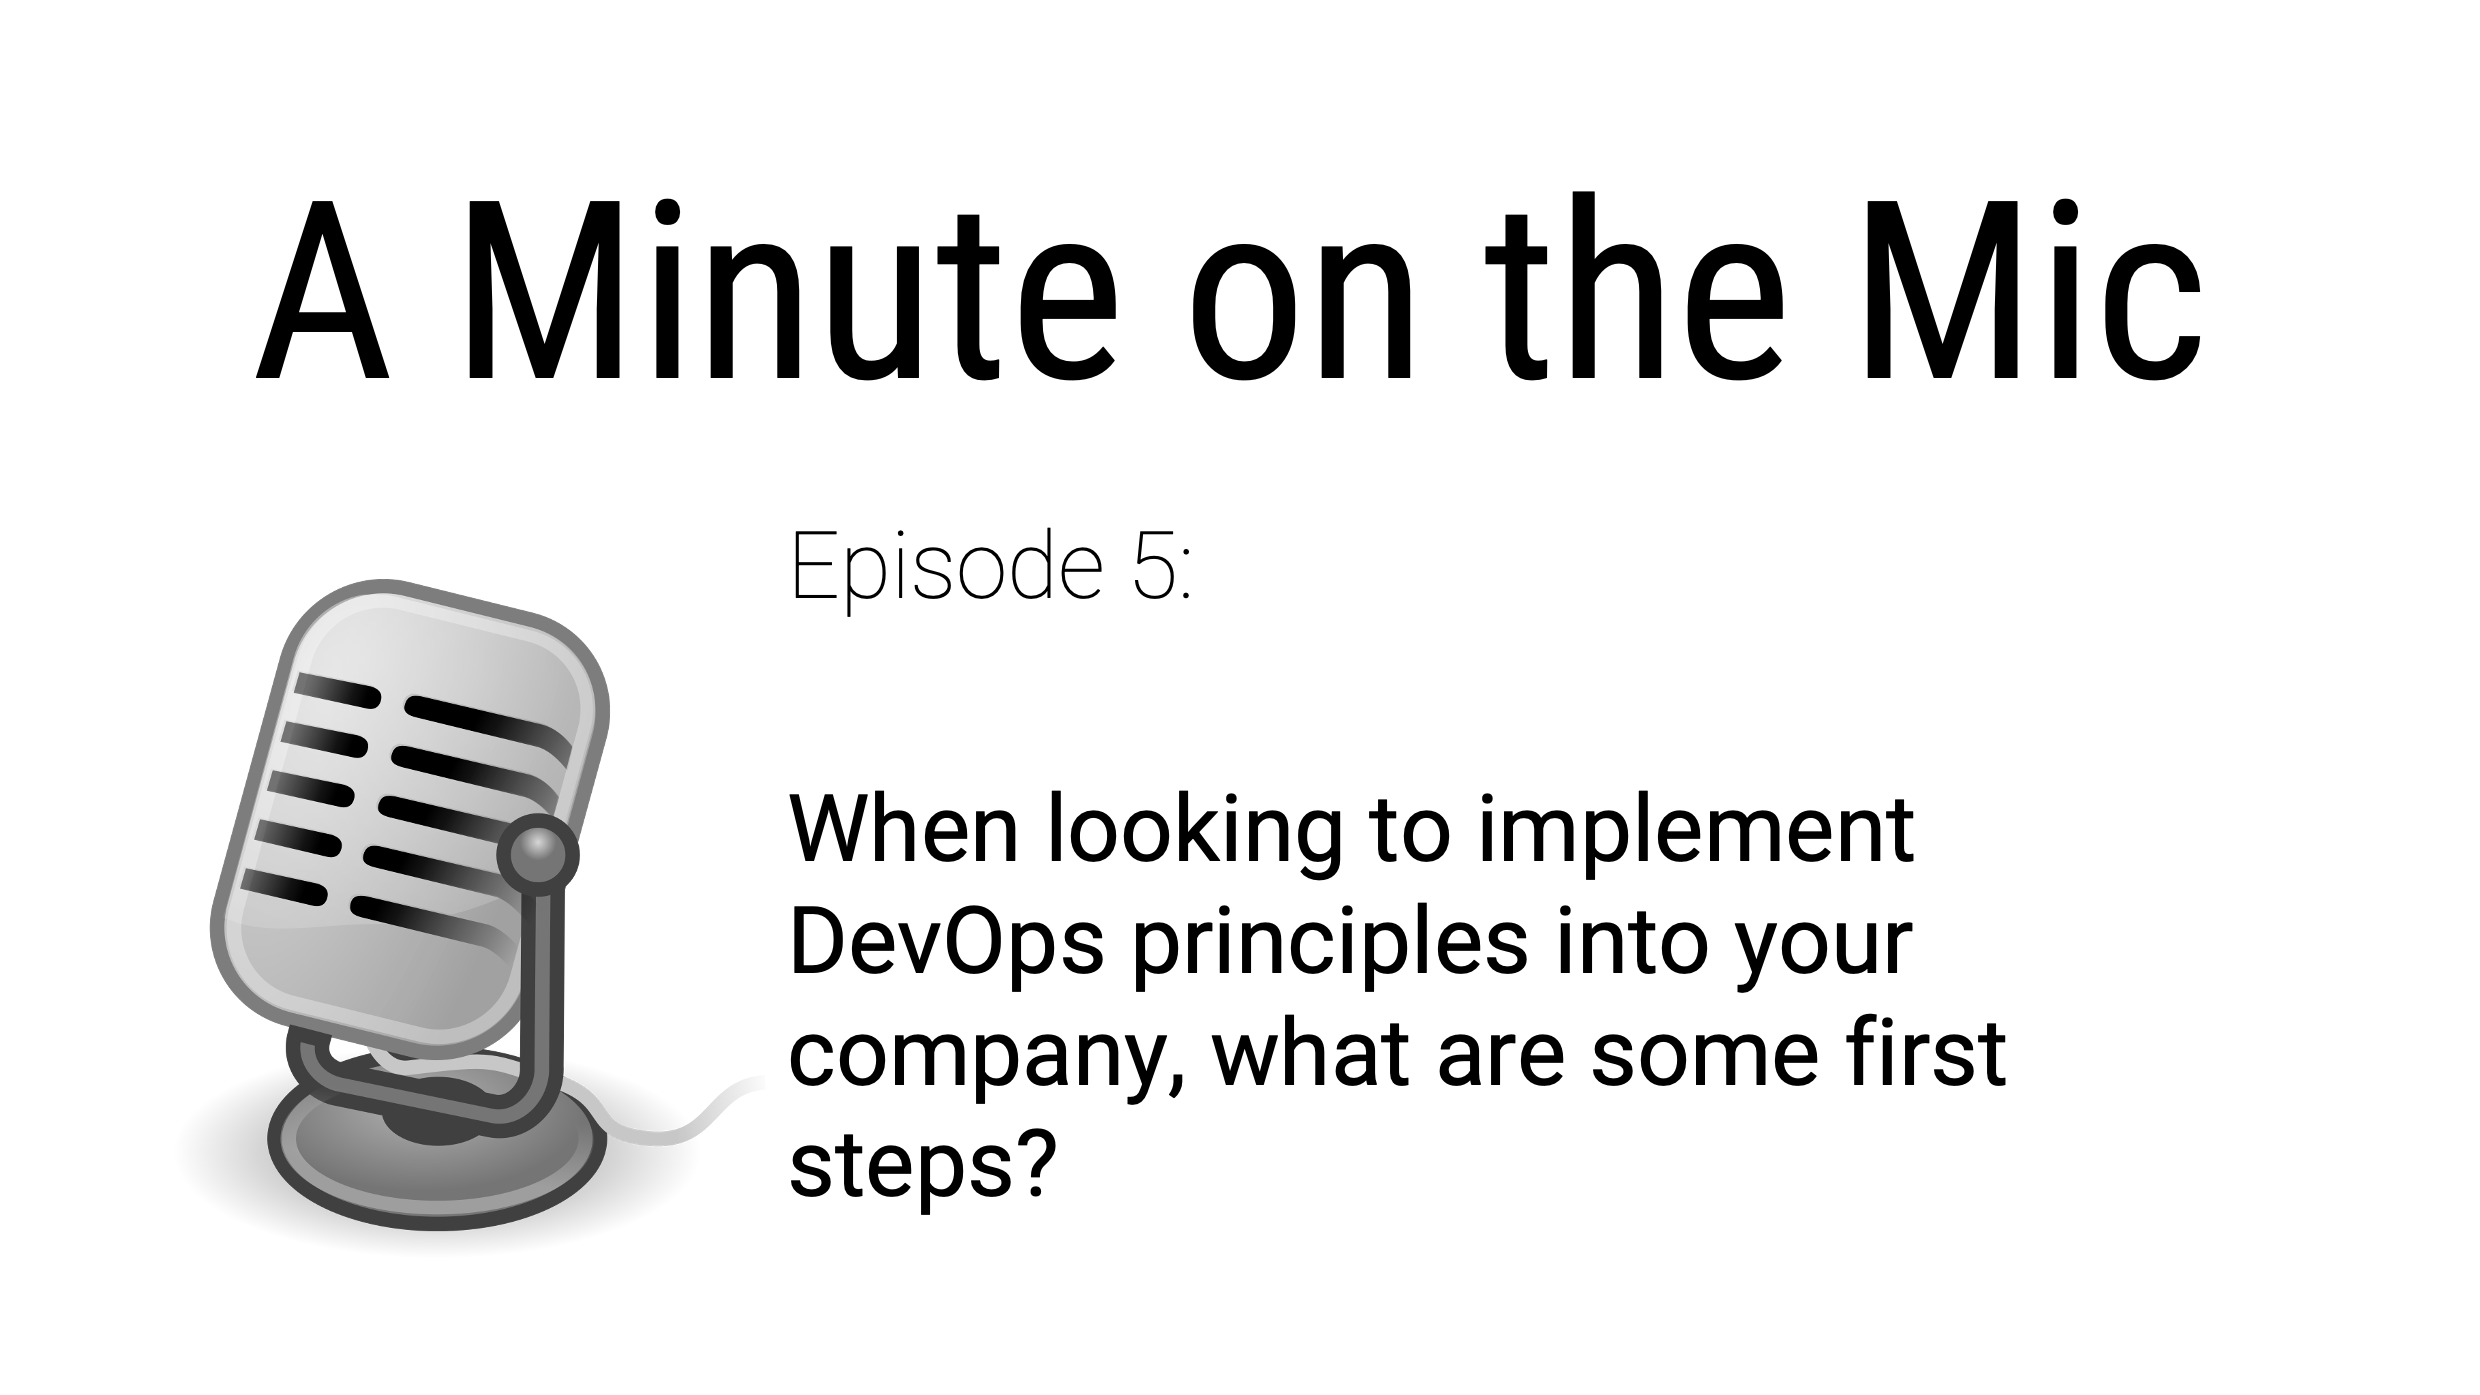 A Minute on the Mic
Episode 5:
When looking to implement
DevOps principles into your
company, what are some first
steps?